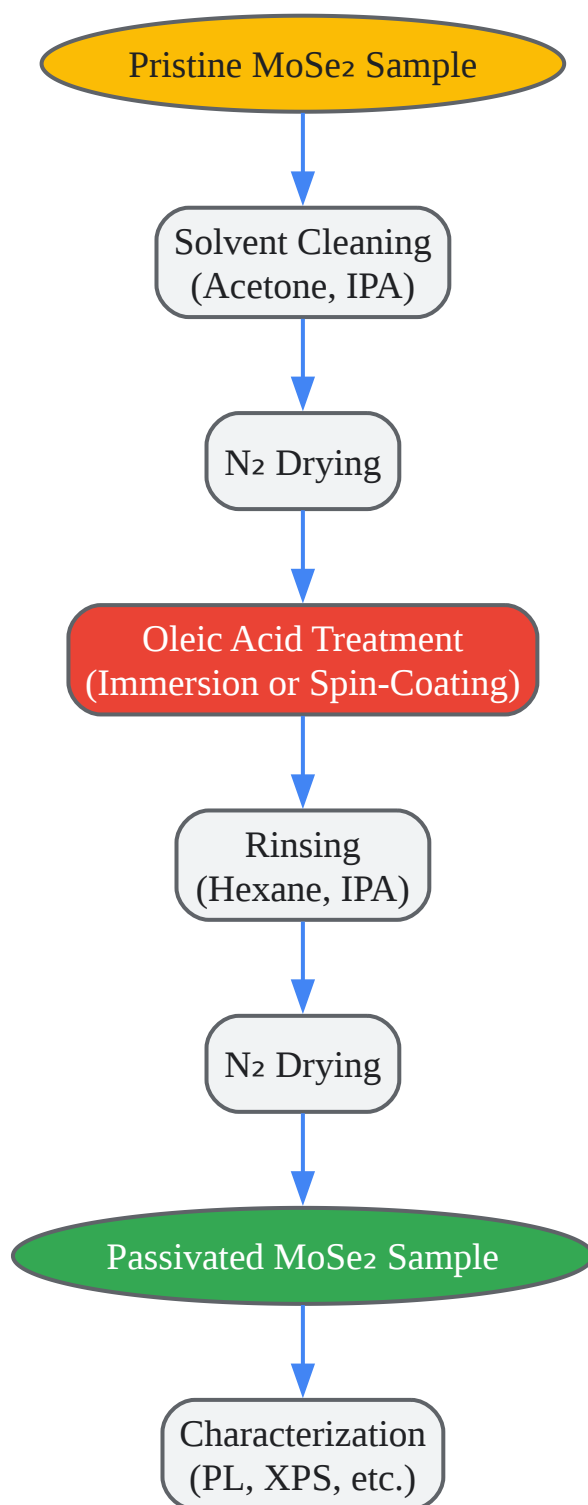 Pristine MoSe₂ Sample
Solvent Cleaning
(Acetone, IPA)
N₂ Drying
Oleic Acid Treatment
(Immersion or Spin-Coating)
Rinsing
(Hexane, IPA)
N₂ Drying
Passivated MoSe₂ Sample
Characterization
(PL, XPS, etc.)